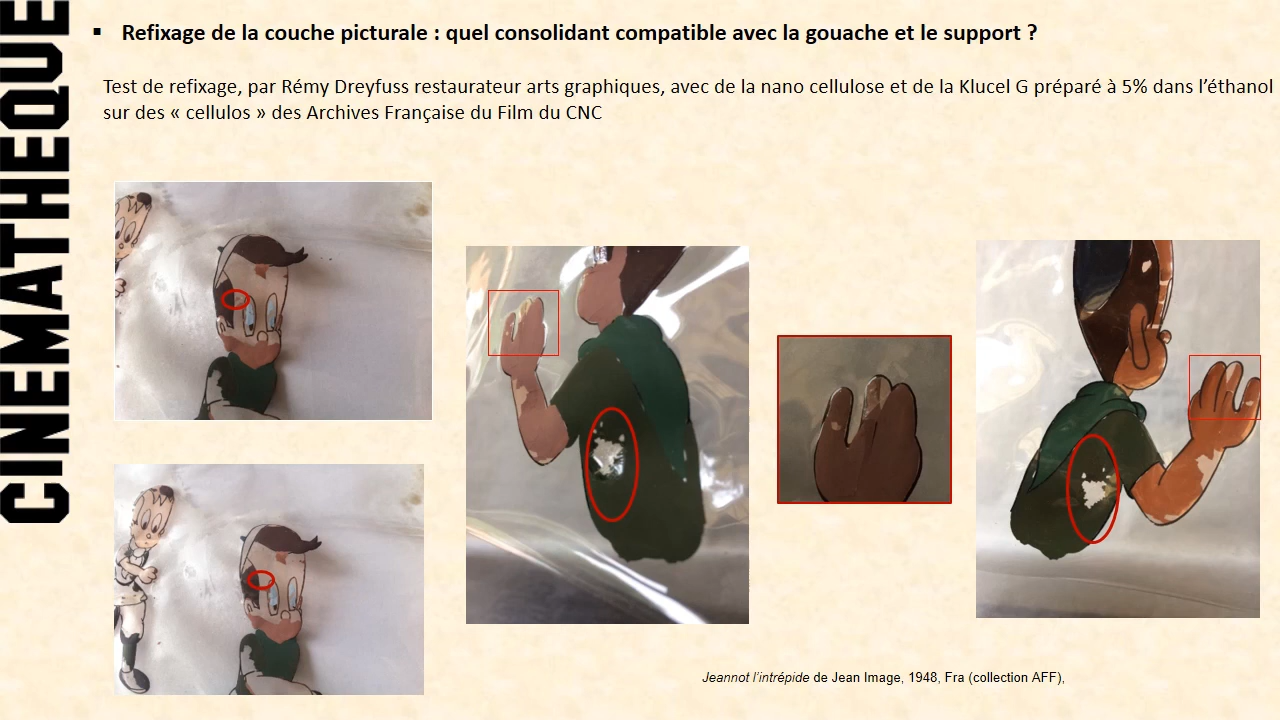 CINEMATHEQUE
▪ Refixage de la couche picturale : quel consolidant compatible avec la gouache et le support ?
Test de refixage, par Rémy Dreyfuss restaurateur arts graphiques, avec de la nano cellulose et de la Klucel G préparé à 5% dans l’éthanol
sur des « cellulos » des Archives Française du Film du CNC
Jeannot l’intrépide de Jean Image, 1948, Fra (collection AFF),